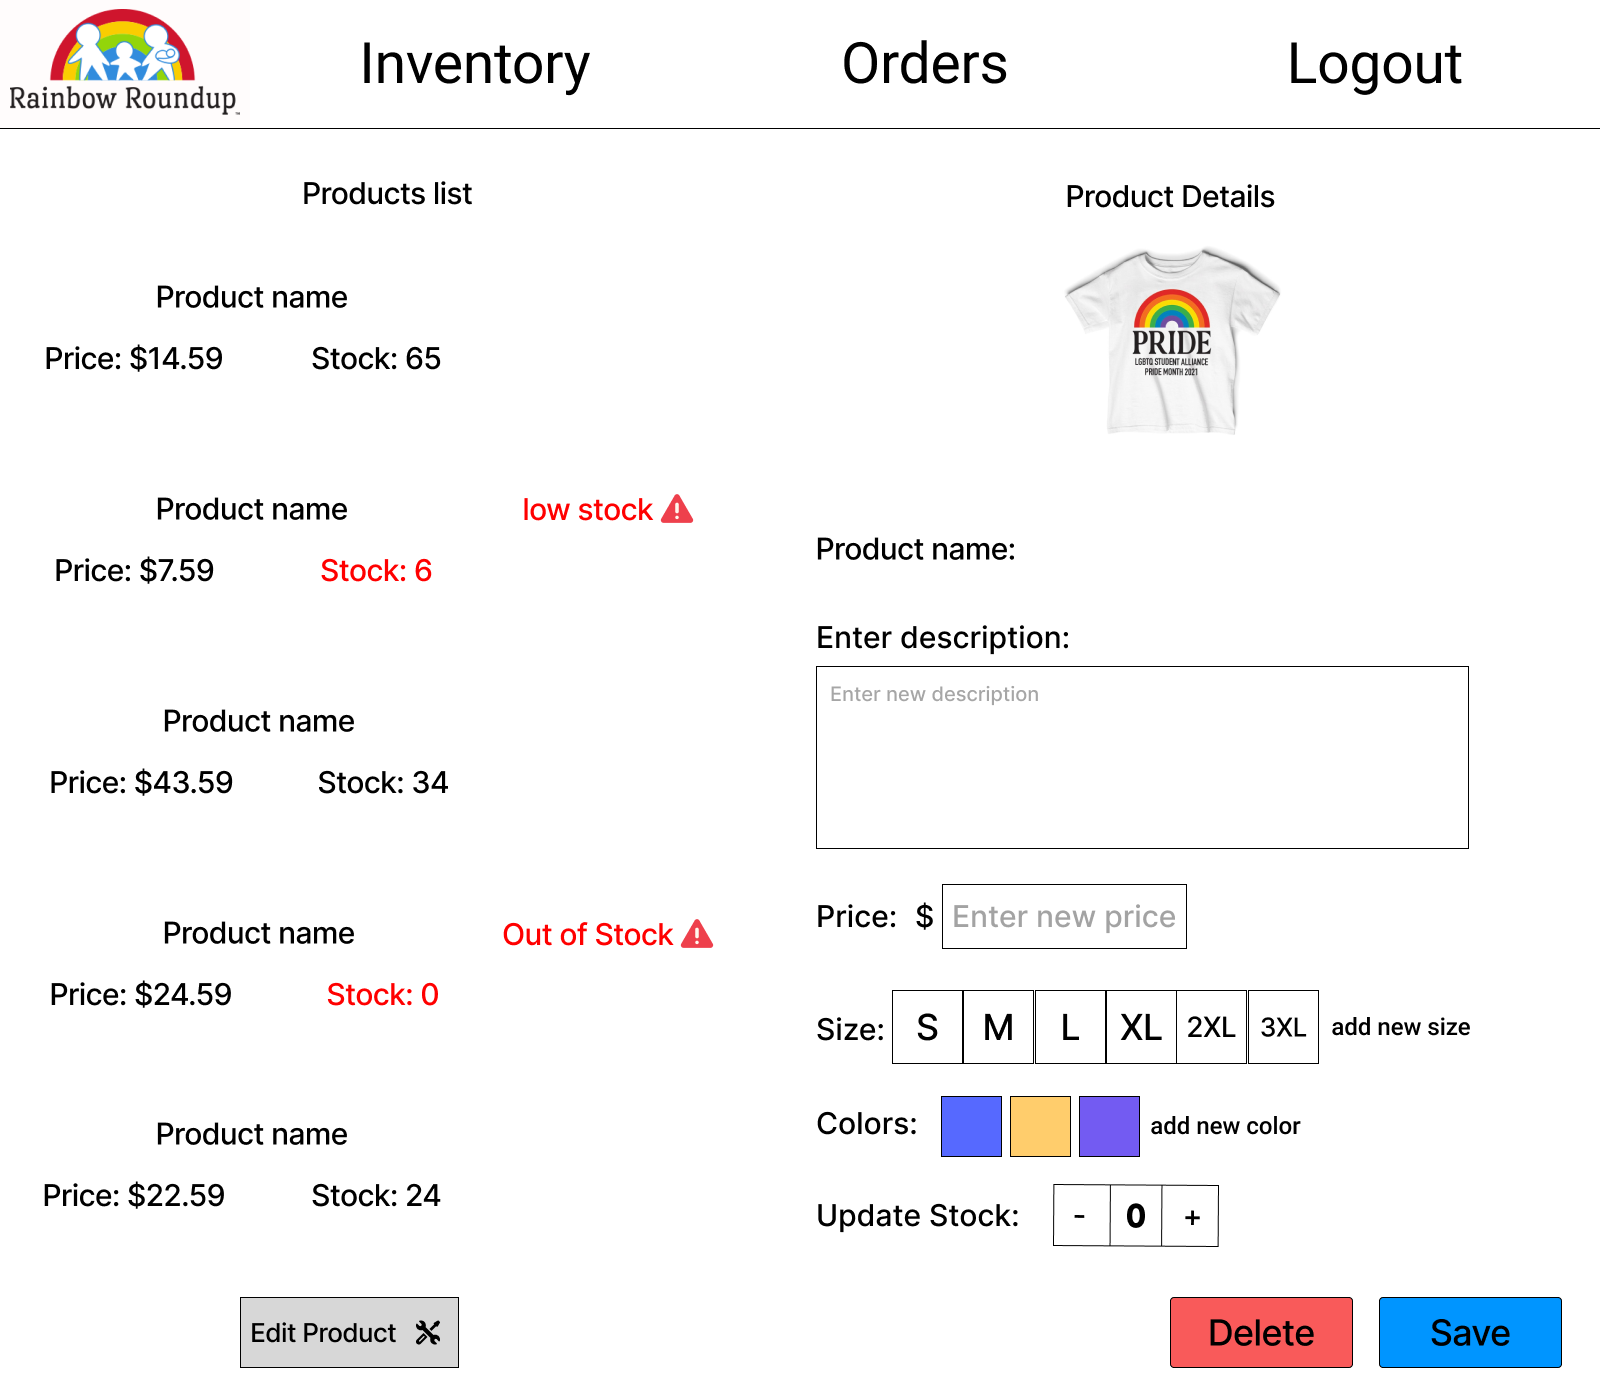 Rainbow Roundup
Inventory
Orders
Logout
Products list
Product name
Price: $14.59 Stock: 65
Product name low stock
Price: $7.59 Stock: 6
Product name
Price: $43.59 Stock: 34
Product name Out of Stock
Price: $24.59 Stock: 0
Product name
Price: $22.59 Stock: 24
Edit Product
Product Details
PRIDE
LGBTQ STUDENT ALLIANCE
PRIDE MONTH 2021
Product name:
Enter description:
Enter new description
Price: $ Enter new price
Size: S M L XL 2XL 3XL add new size
Colors: add new color
Update Stock: - 0 +
Delete Save